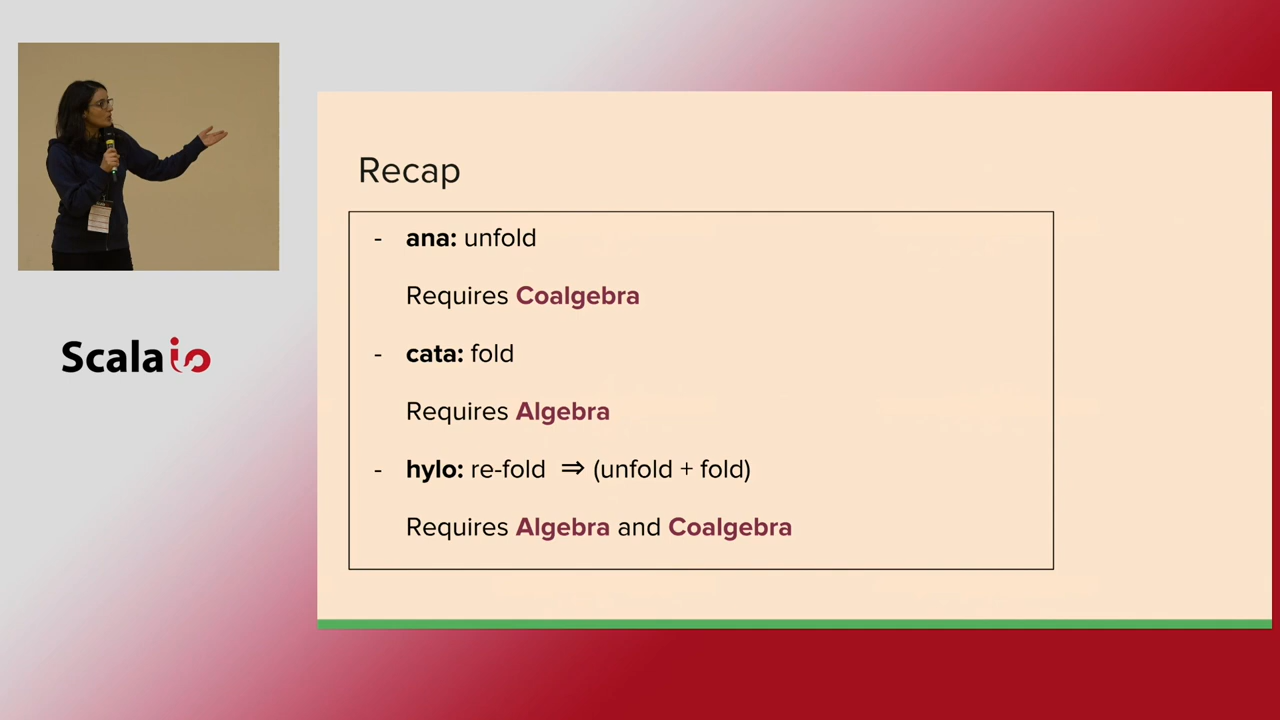 Recap
- ana: unfold
Requires Coalgebra
- cata: fold
Requires Algebra
- hylo: re-fold ⇒ (unfold + fold)
Requires Algebra and Coalgebra
Scala io